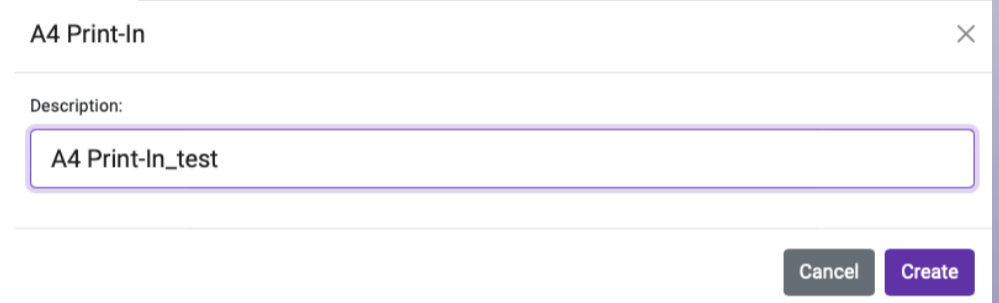 A4 Print-In
Description:
A4 Print-In_test
Cancel Create